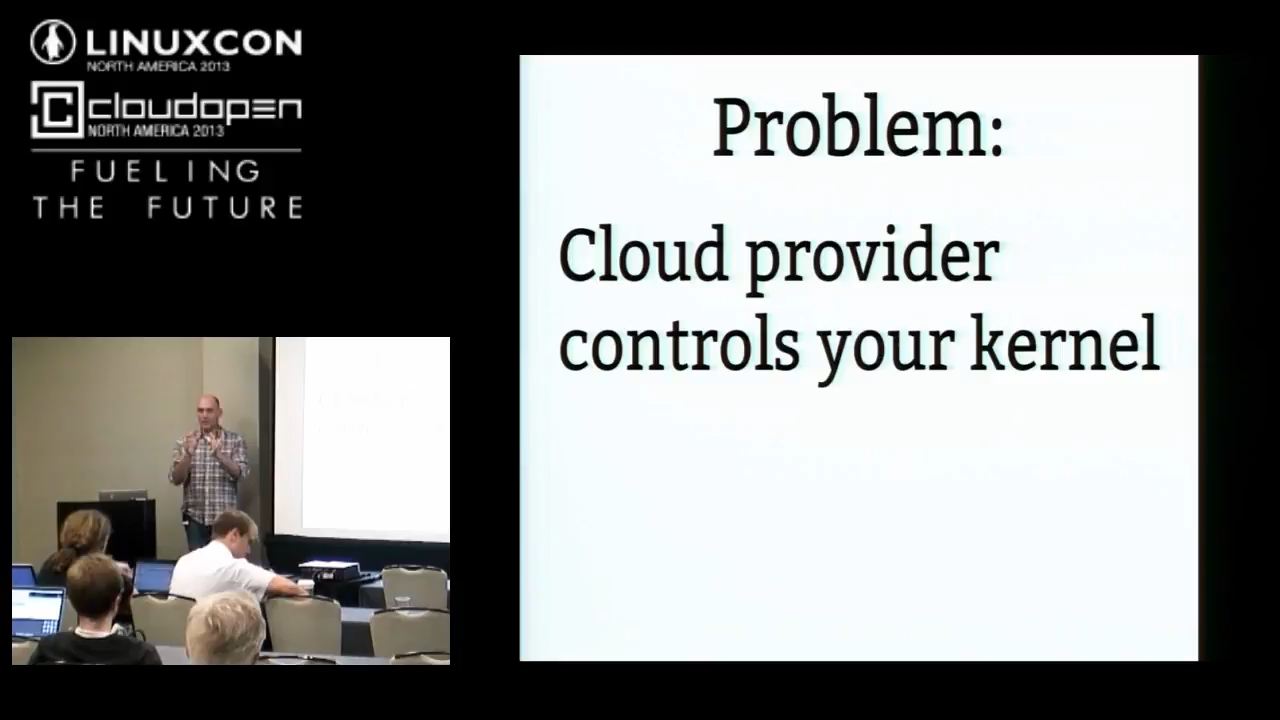 LINUXCON
NORTH AMERICA 2013
cloudopen
NORTH AMERICA 2013
FUELING
THE FUTURE
Problem:
Cloud provider
controls your kernel